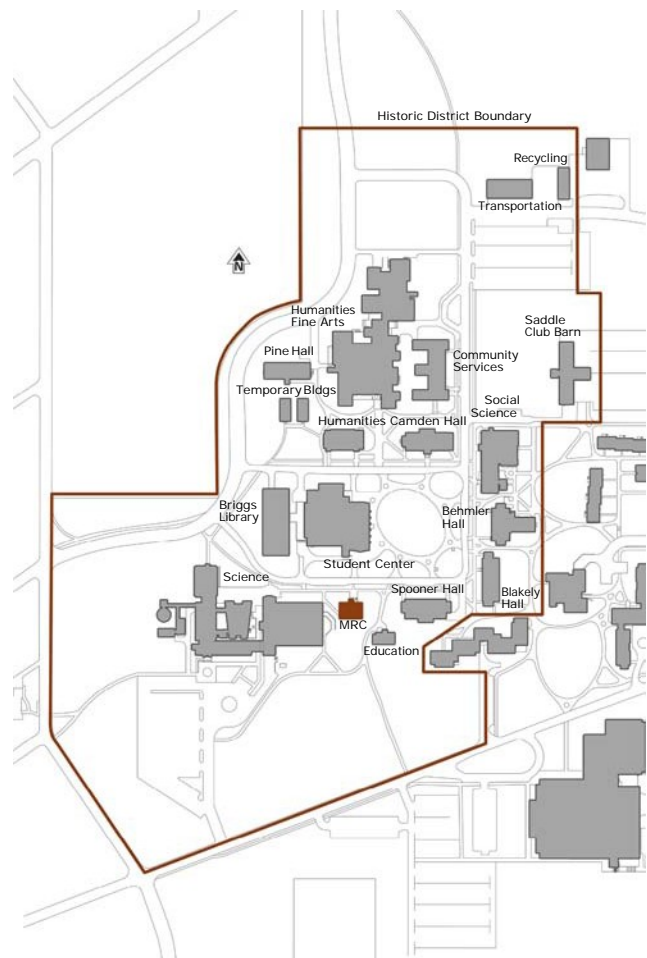 Historic District Boundary
Recycling
Transportation
N
Humanities
Fine Arts
Saddle
Club Barn
Pine Hall
Community
Services
Temporary Bldgs
Social
Science
Humanities
Camden Hall
Briggs
Library
Behmler
Hall
Student Center
Science
Spooner Hall
Blakely
Hall
MRC
Education